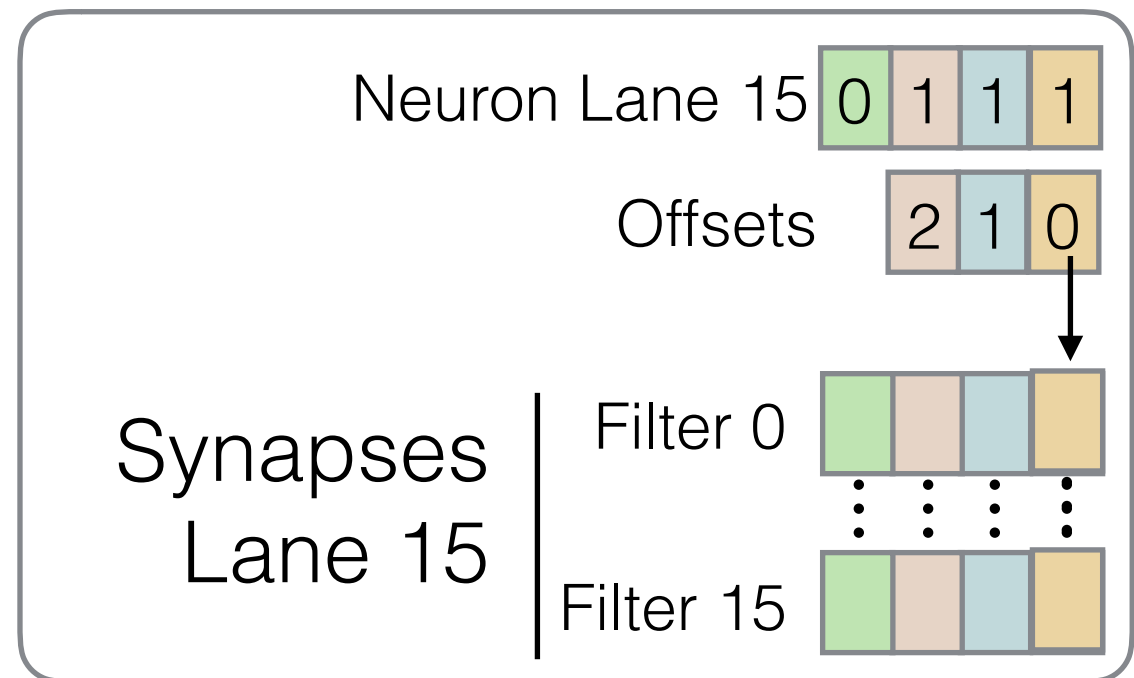 Neuron Lane 15 0 1 1 1
Offsets 2 1 0
Filter 0
Synapses
Lane 15
Filter 15